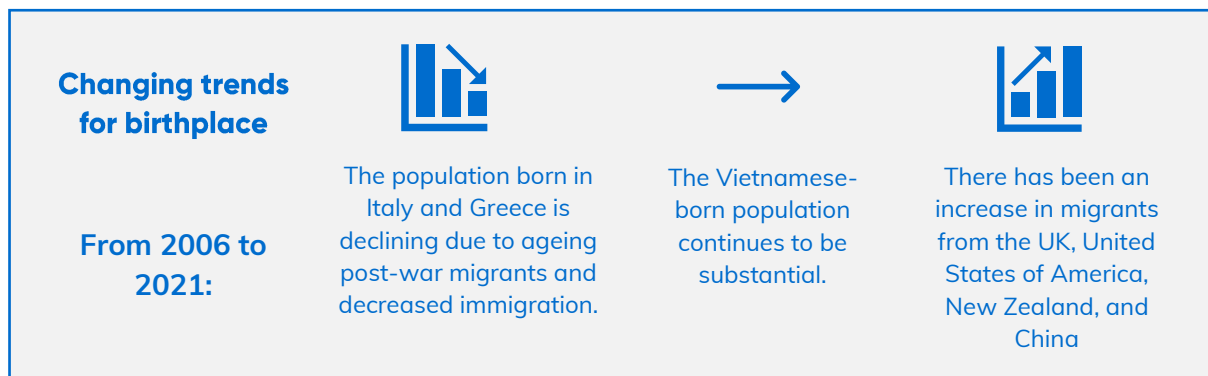 Changing trends
for birthplace
From 2006 to
2021:
The population born in
Italy and Greece is
declining due to ageing
post-war migrants and
decreased immigration.
The Vietnamese-
born population
continues to be
substantial.
There has been an
increase in migrants
from the UK, United
States of America,
New Zealand, and
China